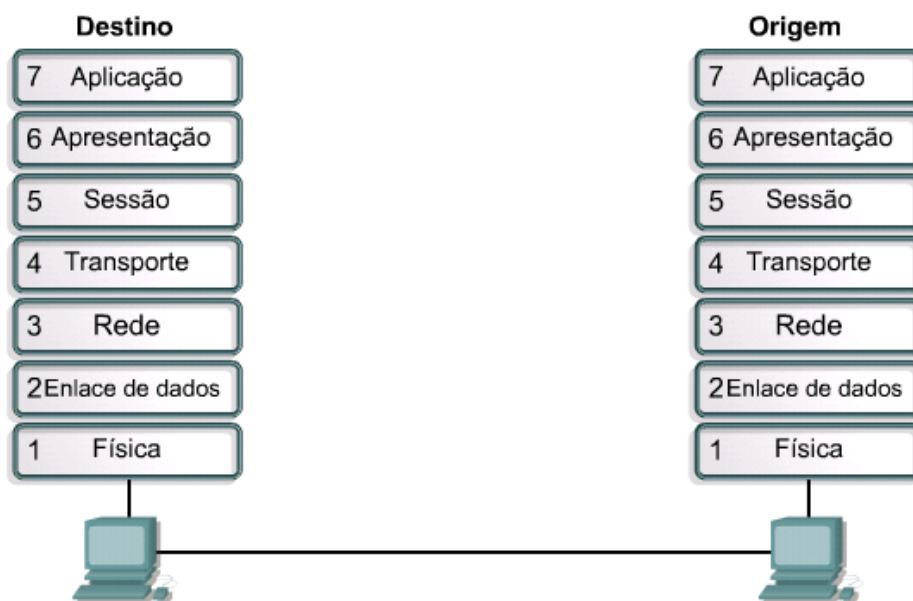 Destino
7 Aplicação
6 Apresentação
5 Sessão
4 Transporte
3 Rede
2 Enlace de dados
1 Física
Origem
7 Aplicação
6 Apresentação
5 Sessão
4 Transporte
3 Rede
2 Enlace de dados
1 Física